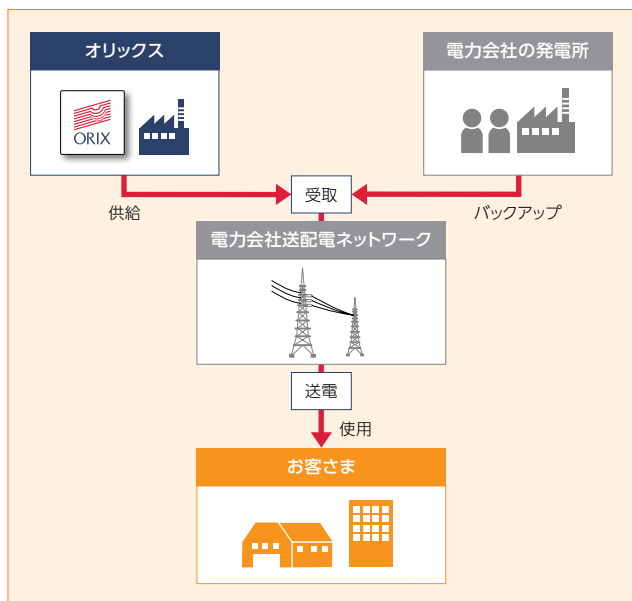 オリックス
電力会社の発電所
ORIX
受取
供給
バックアップ
電力会社送配電ネットワーク
送電
使用
お客さま